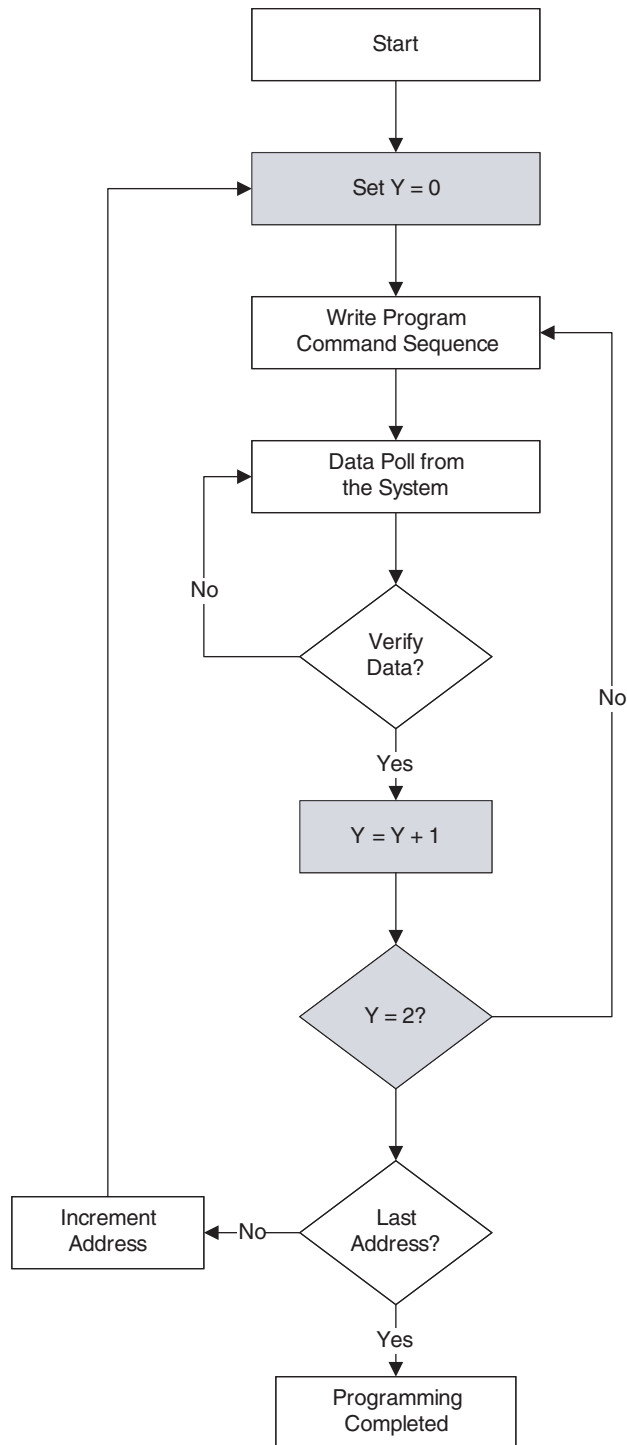 Start
Set Y = 0
Write Program
Command Sequence
Data Poll from
the System
No
Verify
Data?
No
Yes
Y = Y + 1
Y = 2?
Increment
Address
No
Last
Address?
Yes
Programming
Completed